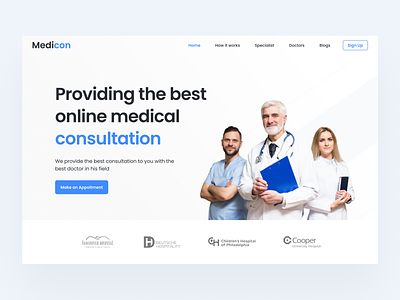 Medicon
Home How it works Specialist Doctors Blogs Sign Up
Providing the best
online medical
consultation
We provide the best consultation to you with the
best doctor in his field
Make an Appoitment
DEUTSCHE
HOSPITALITY
Children's Hospital
of Philadelphia
Cooper
University Hospital